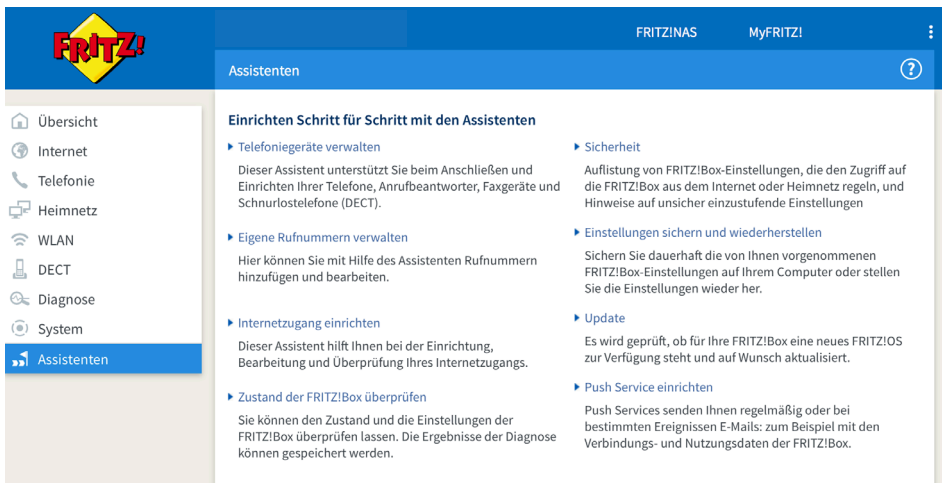 FRITZ!
FRITZ!NAS
MyFRITZ!
Assistenten
Übersicht
Internet
Telefonie
Heimnetz
WLAN
DECT
Diagnose
System
Assistenten
Einrichten Schritt für Schritt mit den Assistenten
Telefoniegeräte verwalten
Dieser Assistent unterstützt Sie beim Anschließen und
Einrichten Ihrer Telefone, Anrufbeantworter, Faxgeräte und
Schnurlostelefone (DECT).
Eigene Rufnummern verwalten
Hier können Sie mit Hilfe des Assistenten Rufnummern
hinzufügen und bearbeiten.
Internetzugang einrichten
Dieser Assistent hilft Ihnen bei der Einrichtung,
Bearbeitung und Überprüfung Ihres Internetzugangs.
Zustand der FRITZ!Box überprüfen
Sie können den Zustand und die Einstellungen der
FRITZ!Box überprüfen lassen. Die Ergebnisse der Diagnose
können gespeichert werden.
Sicherheit
Auflistung von FRITZ!Box-Einstellungen, die den Zugriff auf
die FRITZ!Box aus dem Internet oder Heimnetz regeln, und
Hinweise auf unsicher einzustufende Einstellungen
Einstellungen sichern und wiederherstellen
Sichern Sie dauerhaft die von Ihnen vorgenommenen
FRITZ!Box-Einstellungen auf Ihrem Computer oder stellen
Sie die Einstellungen wieder her.
Update
Es wird geprüft, ob für Ihre FRITZ!Box eine neues FRITZ!OS
zur Verfügung steht und auf Wunsch aktualisiert.
Push Service einrichten
Push Services senden Ihnen regelmäßig oder bei
bestimmten Ereignissen E-Mails: zum Beispiel mit den
Verbindungs- und Nutzungsdaten der FRITZ!Box.